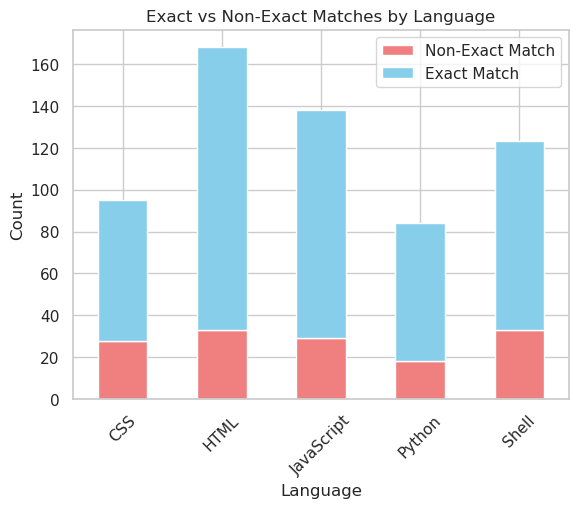 Exact vs Non-Exact Matches by Language
Non-Exact Match
Exact Match
160
140
120
100
80
60
40
20
0
Count
CSS
HTML
JavaScript
Python
Shell
Language